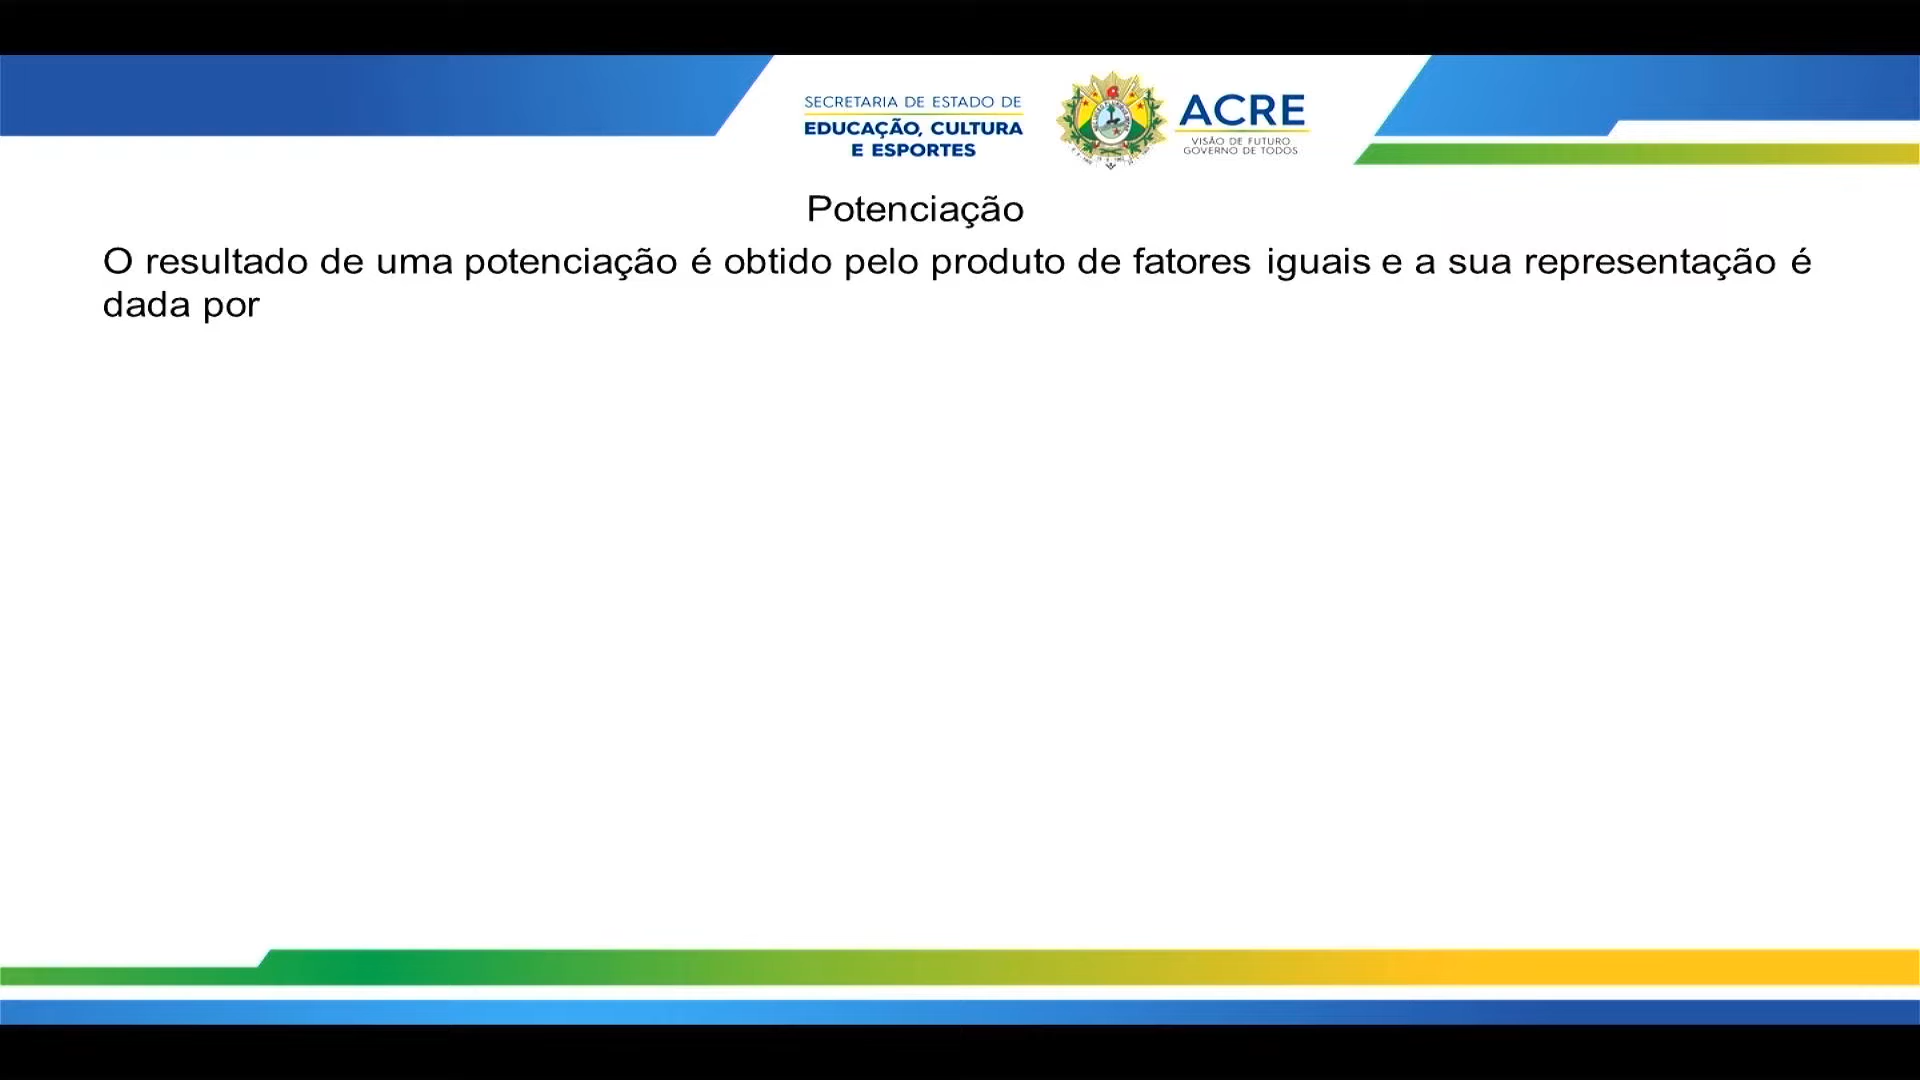 SECRETARIA DE ESTADO DE
EDUCAÇÃO, CULTURA
E ESPORTES
ACRE
VISÃO DE FUTURO
GOVERNO DE TODOS
Potenciação
O resultado de uma potenciação é obtido pelo produto de fatores iguais e a sua representação é
dada por